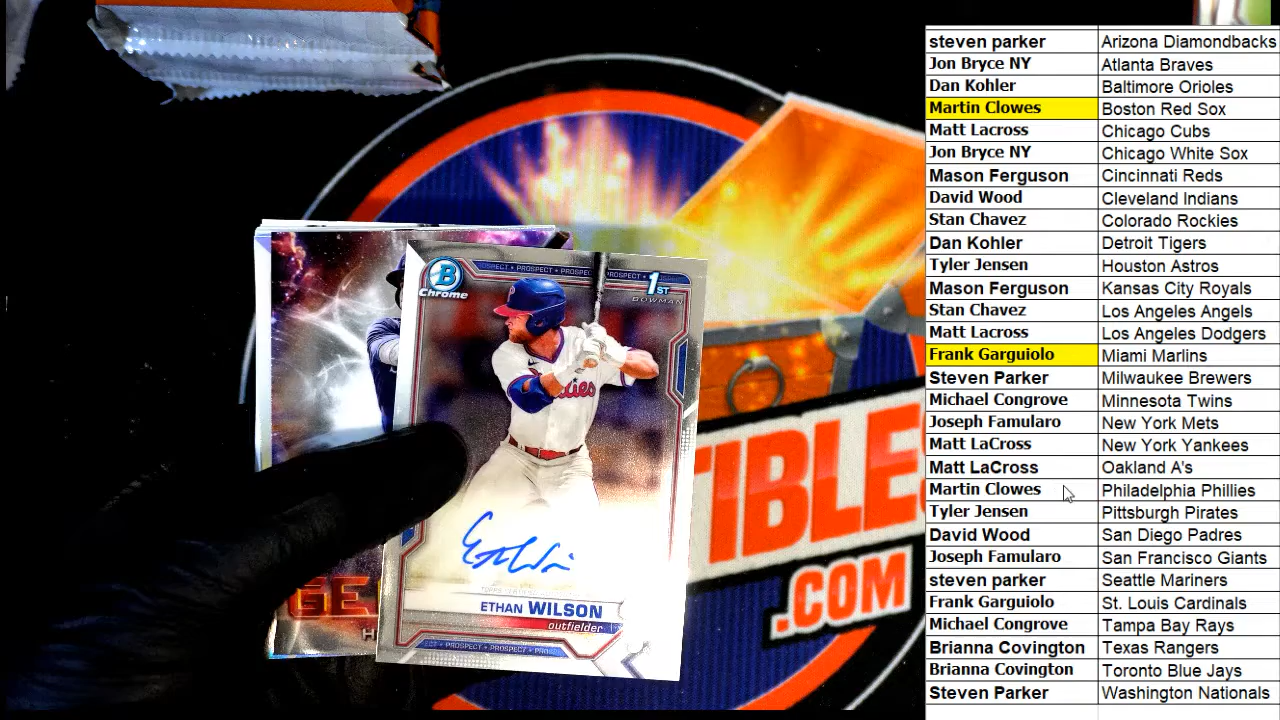 steven parker Arizona Diamondbacks
Jon Bryce NY Atlanta Braves
Dan Kohler Baltimore Orioles
Martin Clowes Boston Red Sox
Matt Lacross Chicago Cubs
Jon Bryce NY Chicago White Sox
Mason Ferguson Cincinnati Reds
David Wood Cleveland Indians
Stan Chavez Colorado Rockies
Dan Kohler Detroit Tigers
Tyler Jensen Houston Astros
Mason Ferguson Kansas City Royals
Stan Chavez Los Angeles Angels
Matt Lacross Los Angeles Dodgers
Frank Garguiolo Miami Marlins
Steven Parker Milwaukee Brewers
Michael Congrove Minnesota Twins
Joseph Famularo New York Mets
Matt LaCross New York Yankees
Matt LaCross Oakland A's
Martin Clowes Philadelphia Phillies
Tyler Jensen Pittsburgh Pirates
David Wood San Diego Padres
Joseph Famularo San Francisco Giants
steven parker Seattle Mariners
Frank Garguiolo St. Louis Cardinals
Michael Congrove Tampa Bay Rays
Brianna Covington Texas Rangers
Brianna Covington Toronto Blue Jays
Steven Parker Washington Nationals
B
Chrome
PROSPECT • PROSPECT
1ST
BOWMAN
ETHAN WILSON
outfielder
PROSPECT • PROSPECT
GE
TIBLES
.COM